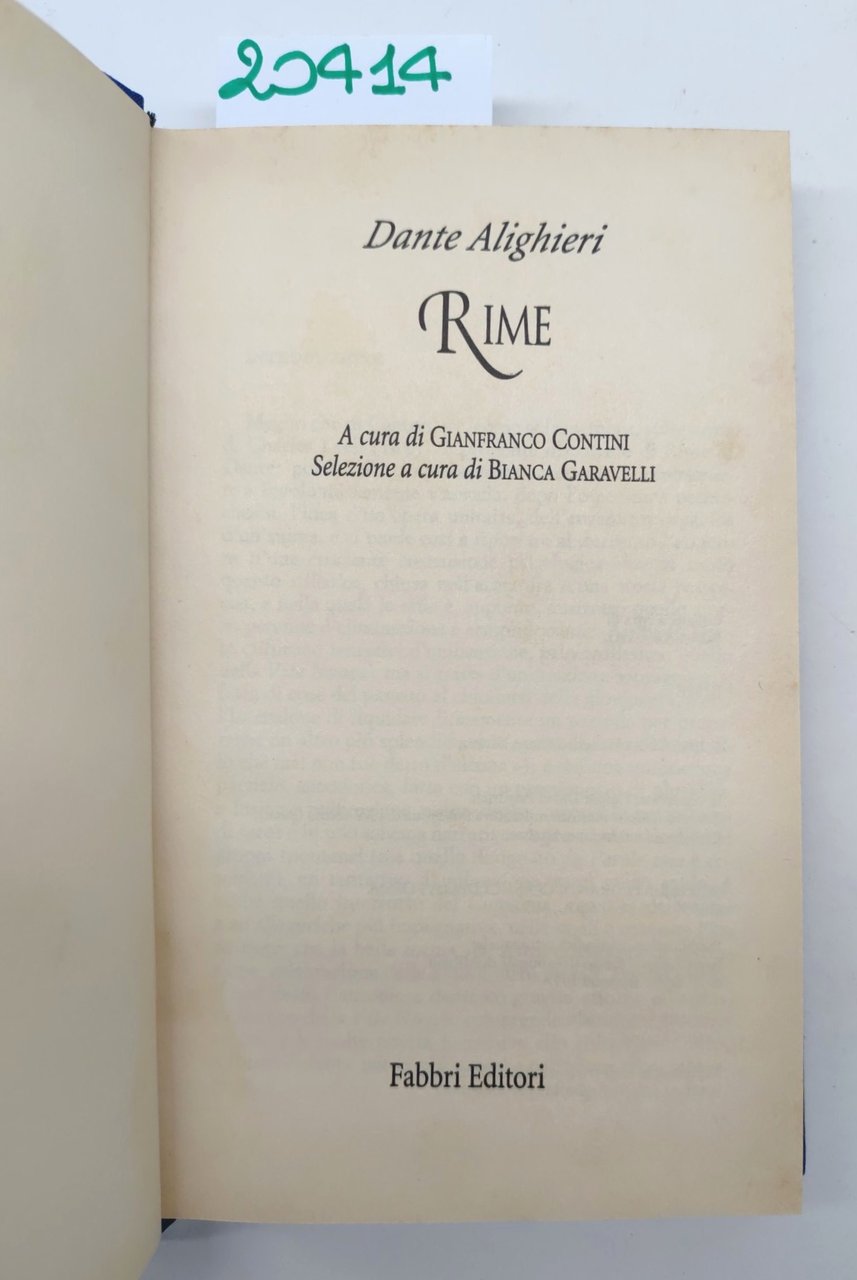 20414
Dante Alighieri
RIME
A cura di GIANFRANCO CONTINI
Selezione a cura di BIANCA GARAVELLI
Fabbri Editori